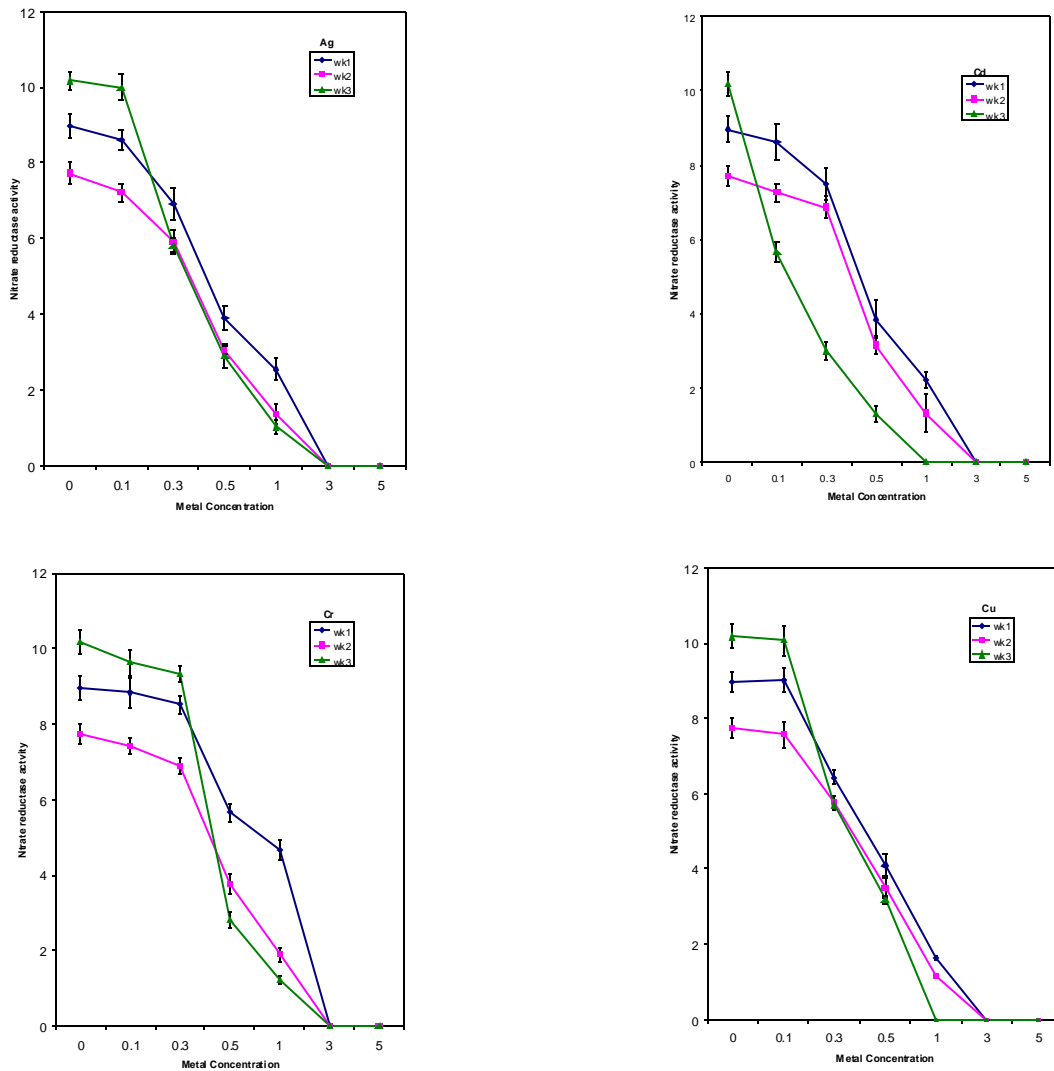 Ag
wk1
wk2
wk3
12
10
8
6
4
2
0
Nitrate reductase activity
0 0.1 0.3 0.5 1 3 5
Metal Concentration
Cd
wk1
wk2
wk3
12
10
8
6
4
2
0
Nitrate reductase activity
0 0.1 0.3 0.5 1 3 5
Metal Concentration
Cr
wk1
wk2
wk3
12
10
8
6
4
2
0
Nitrate reductase activity
0 0.1 0.3 0.5 1 3 5
Metal Concentration
Cu
wk1
wk2
wk3
12
10
8
6
4
2
0
Nitrate reductase activity
0 0.1 0.3 0.5 1 3 5
Metal Concentration